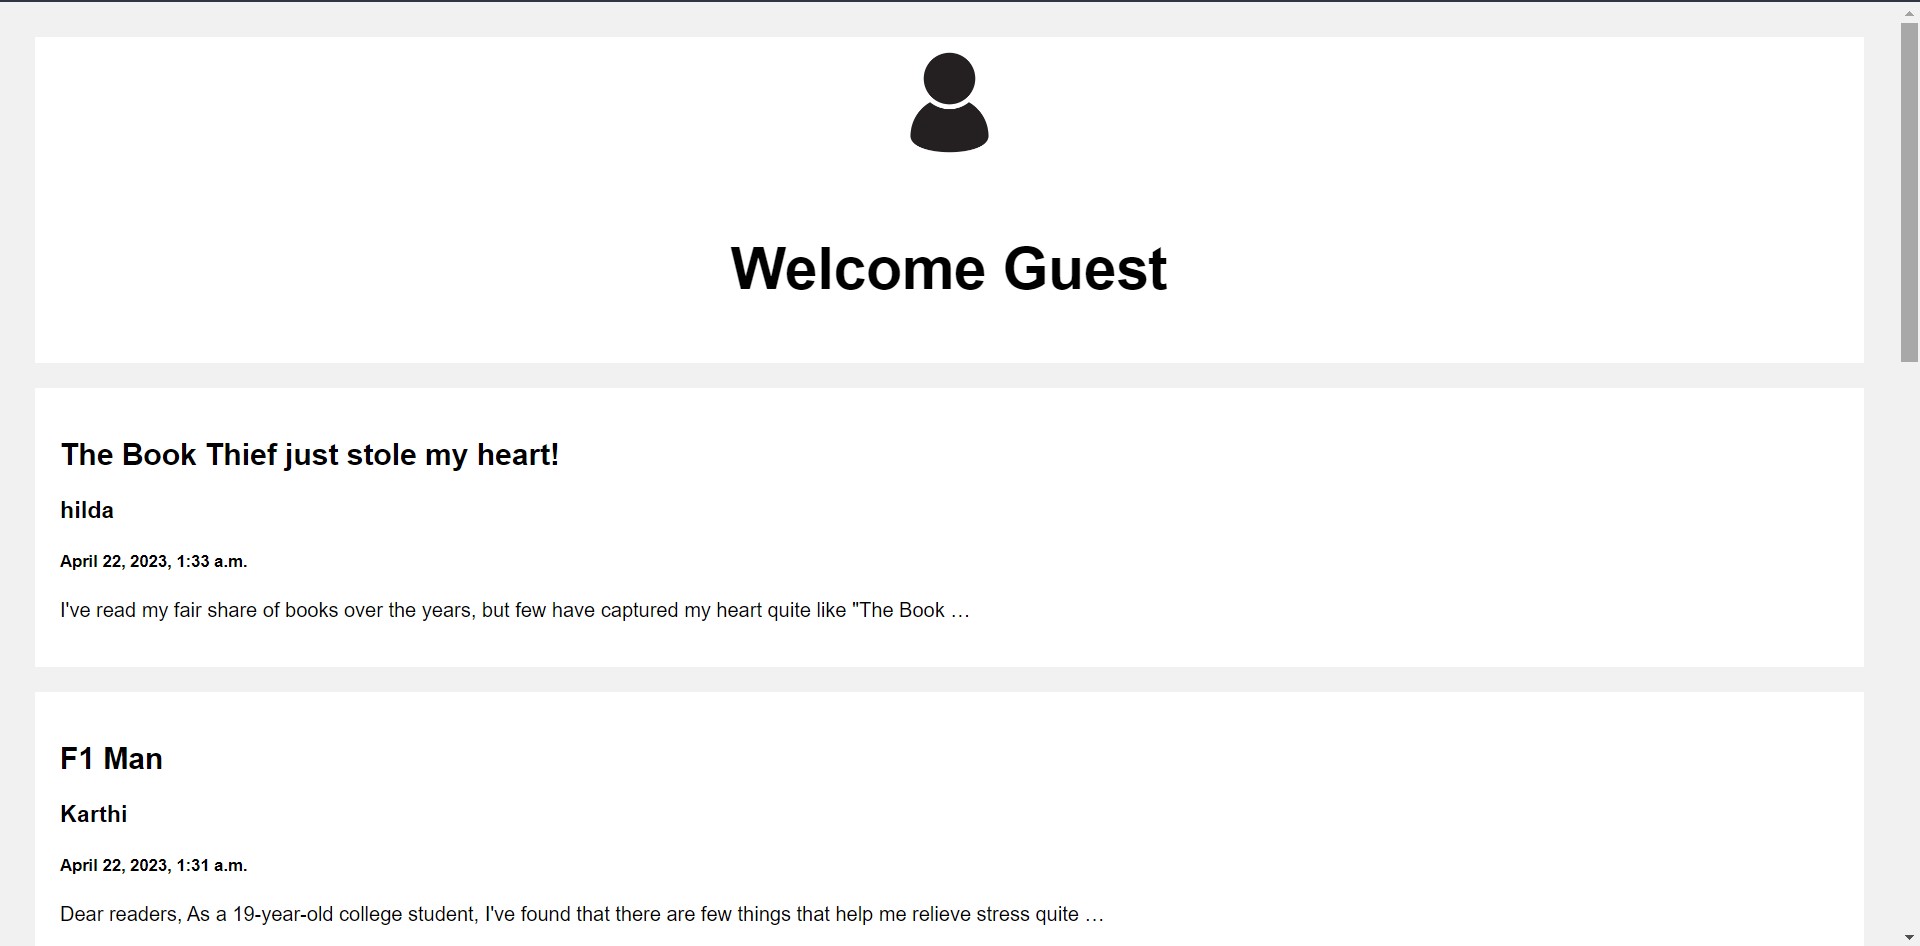 Welcome Guest
The Book Thief just stole my heart!
hilda
April 22, 2023, 1:33 a.m.
I've read my fair share of books over the years, but few have captured my heart quite like "The Book …
F1 Man
Karthi
April 22, 2023, 1:31 a.m.
Dear readers, As a 19-year-old college student, I've found that there are few things that help me relieve stress quite …